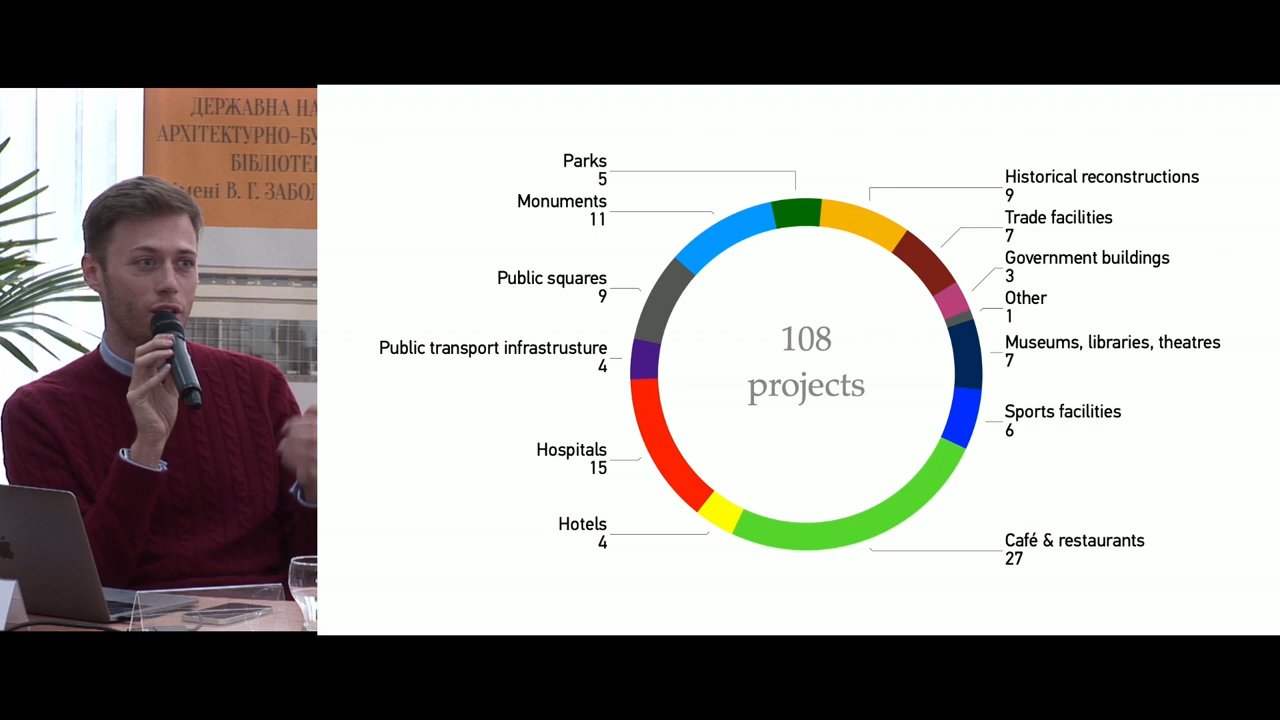 ДЕРЖАВНА НА
АРХІТЕКТУРНО-БУ
БІБЛІОТЕ
імені В. Г. ЗАБОЛ
Parks
5
Monuments
11
Public squares
9
Public transport infrastrusture
4
Hospitals
15
Hotels
4
108
projects
Historical reconstructions
9
Trade facilities
7
Government buildings
3
Other
1
Museums, libraries, theatres
7
Sports facilities
6
Café & restaurants
27